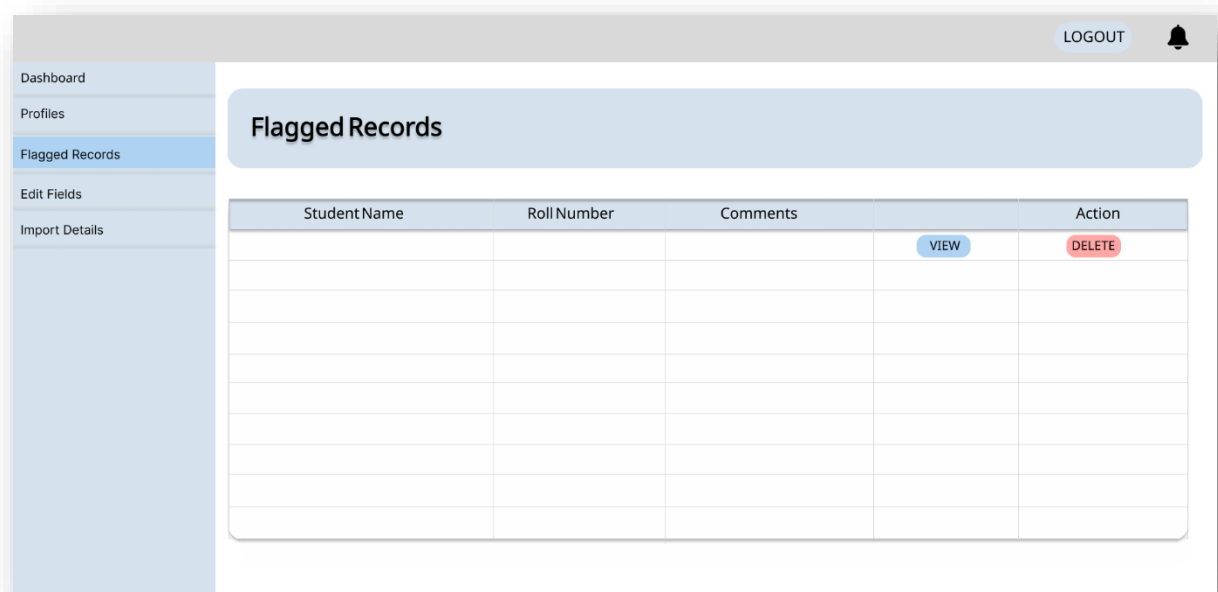 LOGOUT
Dashboard
Profiles
Flagged Records
Edit Fields
Import Details
Flagged Records
Student Name Roll Number Comments Action
VIEW DELETE